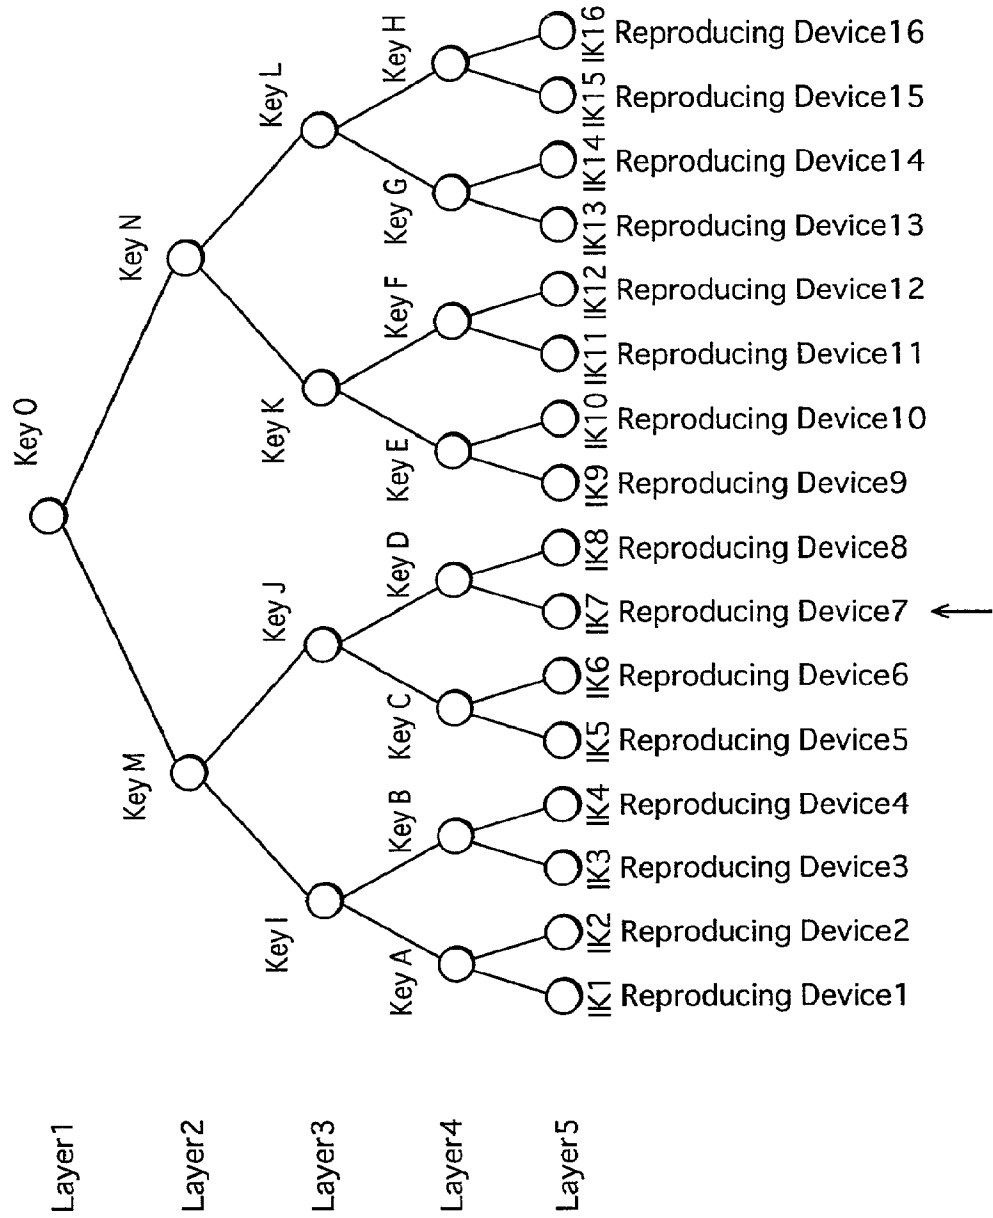 Layer1
Key O
Layer2
Key M
Key N
Layer3
Key I
Key J
Key K
Key L
Layer4
Key A
Key B
Key C
Key D
Key E
Key F
Key G
Key H
Layer5
IK1
IK2
IK3
IK4
IK5
IK6
IK7
IK8
IK9
IK10
IK11
IK12
IK13
IK14
IK15
IK16
Reproducing Device1
Reproducing Device2
Reproducing Device3
Reproducing Device4
Reproducing Device5
Reproducing Device6
Reproducing Device7
Reproducing Device8
Reproducing Device9
Reproducing Device10
Reproducing Device11
Reproducing Device12
Reproducing Device13
Reproducing Device14
Reproducing Device15
Reproducing Device16